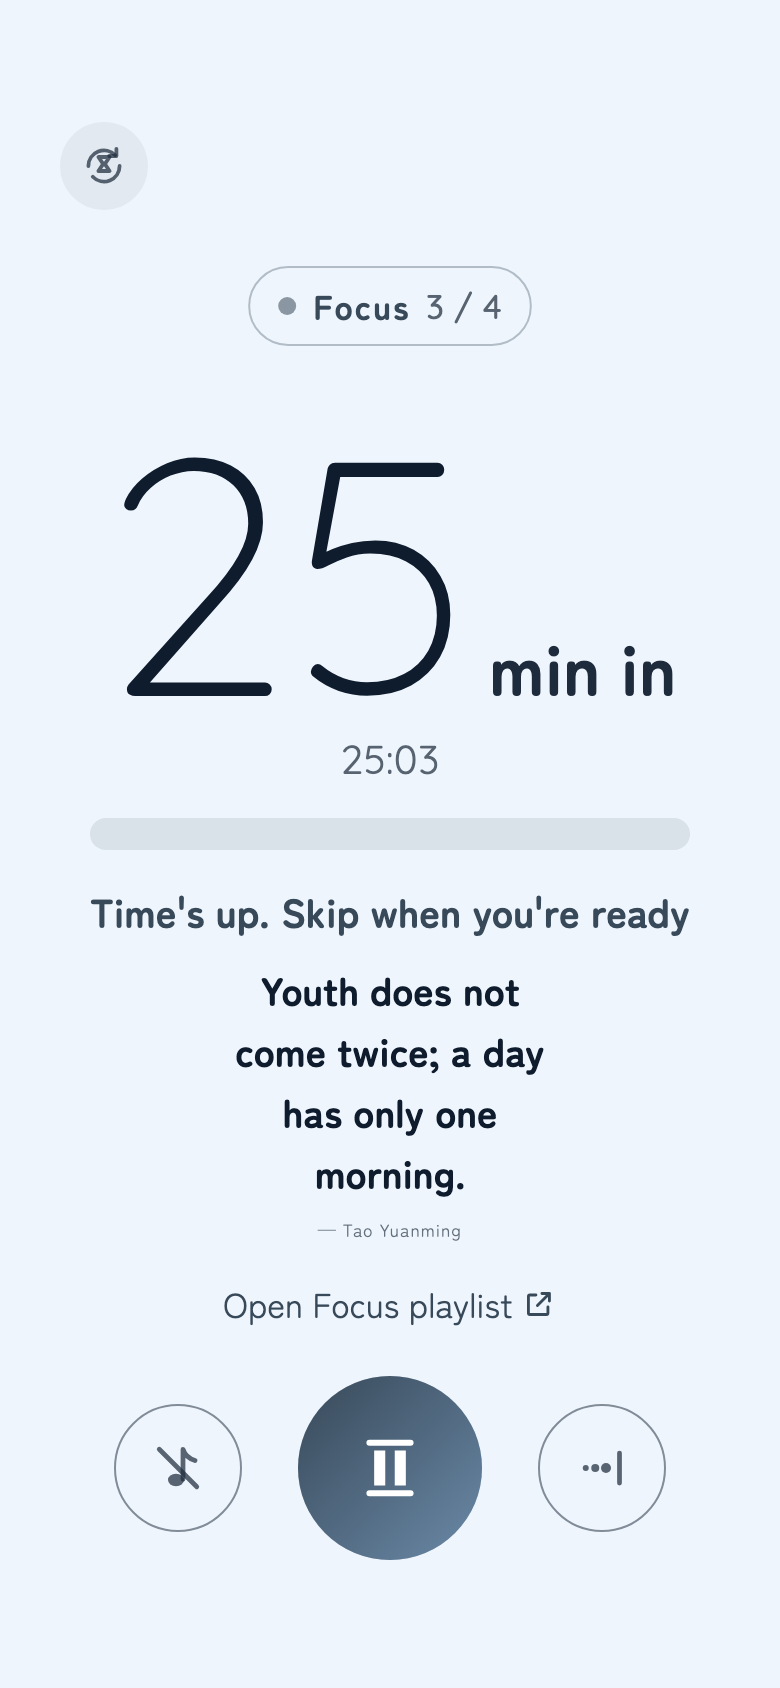 Focus 3 / 4
25 min in
25:03
Time's up. Skip when you're ready
Youth does not
come twice; a day
has only one
morning.
— Tao Yuanming
Open Focus playlist